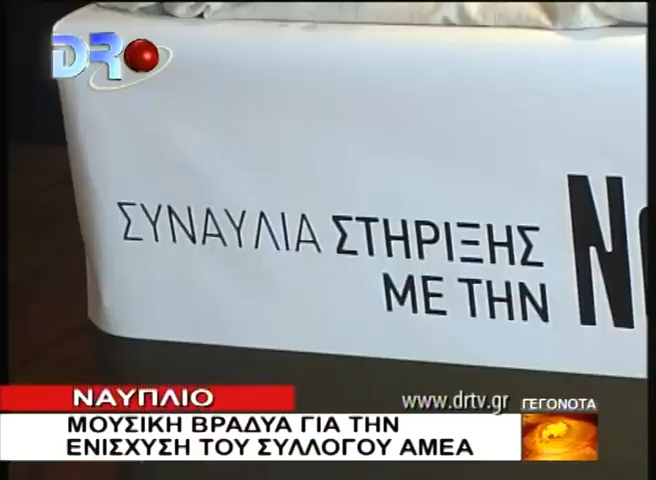 DR
ΣΥΝΑΥΛΙΑ ΣΤΗΡΙΞΗΣ
ΜΕ ΤΗΝ
ΝΑΥΠΛΙΟ
www.drtv.gr
ΓΕΓΟΝΟΤΑ
ΜΟΥΣΙΚΗ ΒΡΑΔΥΑ ΓΙΑ ΤΗΝ
ΕΝΙΣΧΥΣΗ ΤΟΥ ΣΥΛΛΟΓΟΥ ΑΜΕΑ